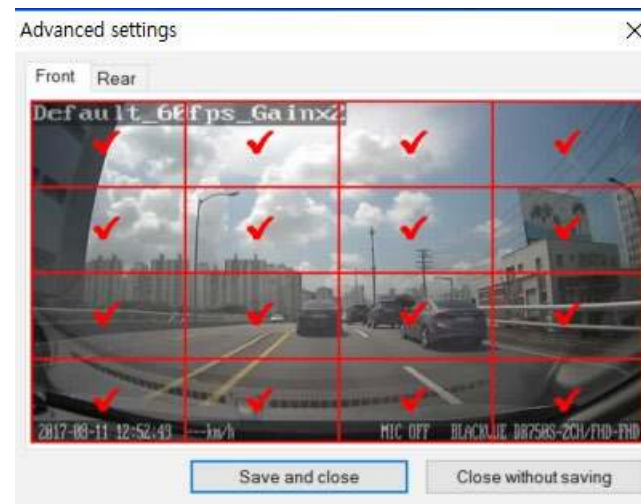 Advanced settings
Front Rear
Default_60fps_Gainx2
2017-08-11 12:52:43 ---km/h MIC OFF BLACKVUE DR750S-2CH/FHD-FHD
Save and close Close without saving